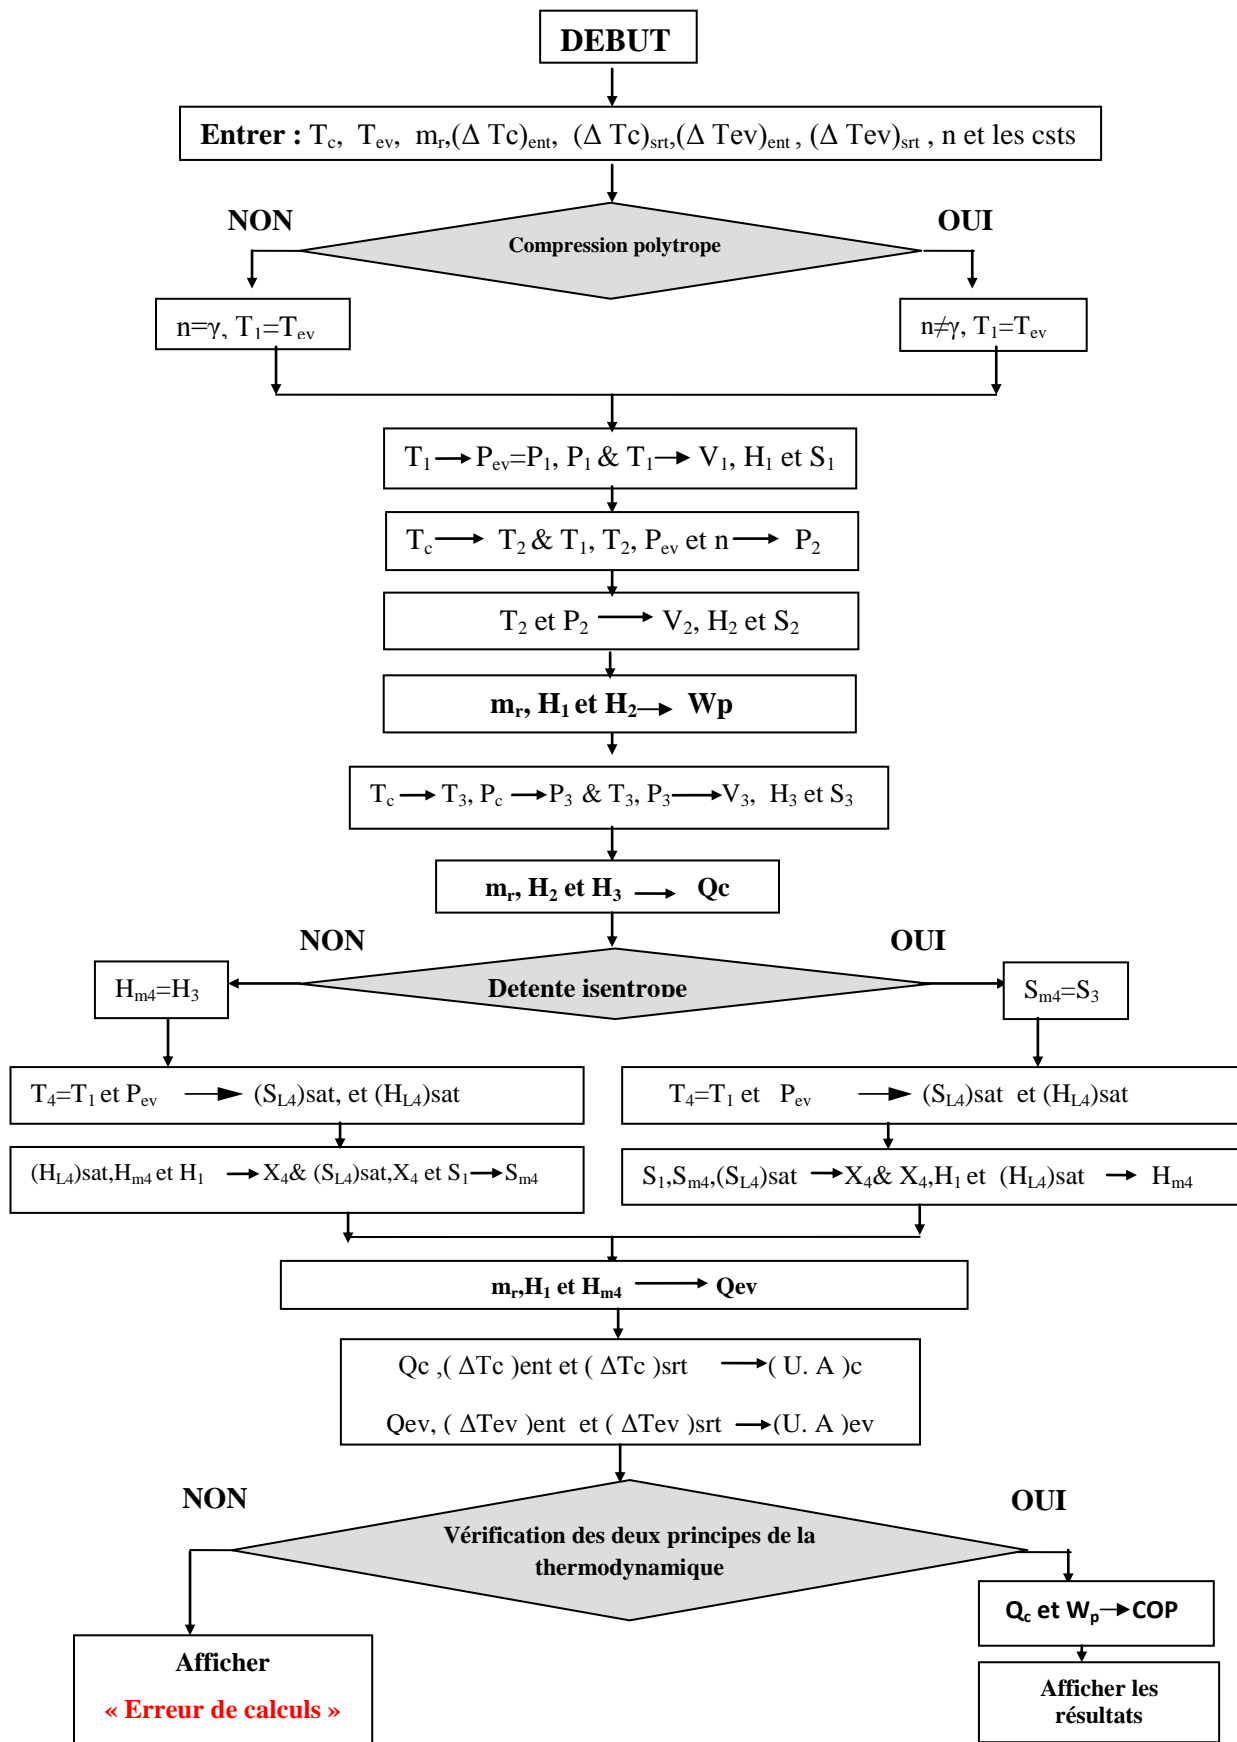 DEBUT
Entrer : Tc, Tev, mr,(Δ Tc)ent, (Δ Tc)srt,(Δ Tev)ent , (Δ Tev)srt , n et les csts
NON
OUI
Compression polytrope
n=γ, T1=Tev
n≠γ, T1=Tev
T1→Pev=P1, P1 & T1→ V1, H1 et S1
Tc→ T2 & T1, T2, Pev et n→ P2
T2 et P2 → V2, H2 et S2
mr, H1 et H2→ Wp
Tc→ T3, Pc→P3 & T3, P3→V3, H3 et S3
mr, H2 et H3 → Qc
NON
OUI
Hm4=H3
Detente isentrope
Sm4=S3
T4=T1 et Pev → (SL4)sat, et (HL4)sat
T4=T1 et Pev → (SL4)sat et (HL4)sat
(HL4)sat,Hm4 et H1 →X4& (SL4)sat,X4 et S1→Sm4
S1,Sm4,(SL4)sat →X4& X4,H1 et (HL4)sat → Hm4
mr,H1 et Hm4 → Qev
Qc ,( ΔTc )ent et ( ΔTc )srt →( U. A )c
Qev, ( ΔTev )ent et ( ΔTev )srt →(U. A )ev
NON
OUI
Vérification des deux principes de la
thermodynamique
Qc et Wp→COP
Afficher
« Erreur de calculs »
Afficher les
résultats